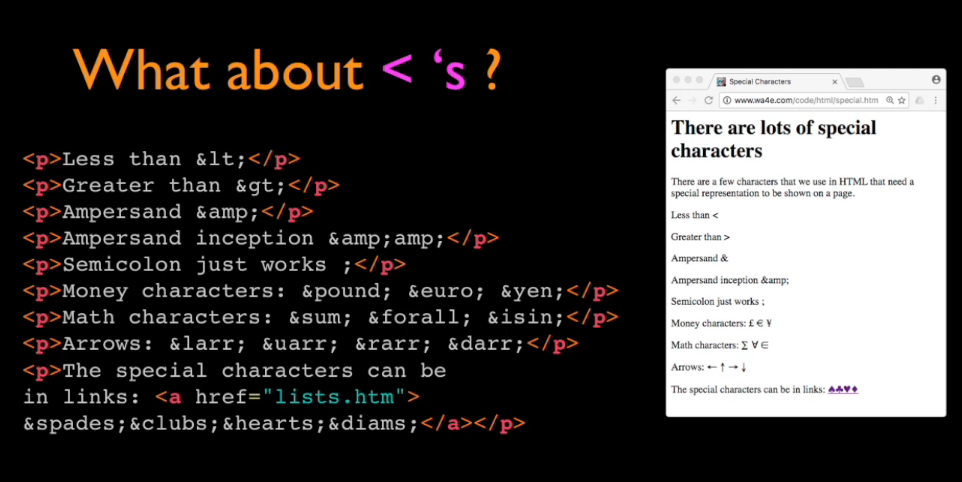 What about < ‘s ?
<p>Less than &lt;</p>
<p>Greater than &gt;</p>
<p>Ampersand &amp;</p>
<p>Ampersand inception &amp;amp;</p>
<p>Semicolon just works ;</p>
<p>Money characters: &pound; &euro; &yen;</p>
<p>Math characters: &sum; &forall; &isin;</p>
<p>Arrows: &larr; &uarr; &rarr; &darr;</p>
<p>The special characters can be
in links: <a href="lists.htm">
&spades;&clubs;&hearts;&diams;</a></p>
Special Characters
www.wa4e.com/code/html/special.htm
There are lots of special
characters
There are a few characters that we use in HTML that need a
special representation to be shown on a page.
Less than <
Greater than >
Ampersand &
Ampersand inception &amp;
Semicolon just works ;
Money characters: £ € ¥
Math characters: ∑ ∀ ∈
Arrows: ← ↑ → ↓
The special characters can be in links: ♠♣♥♦